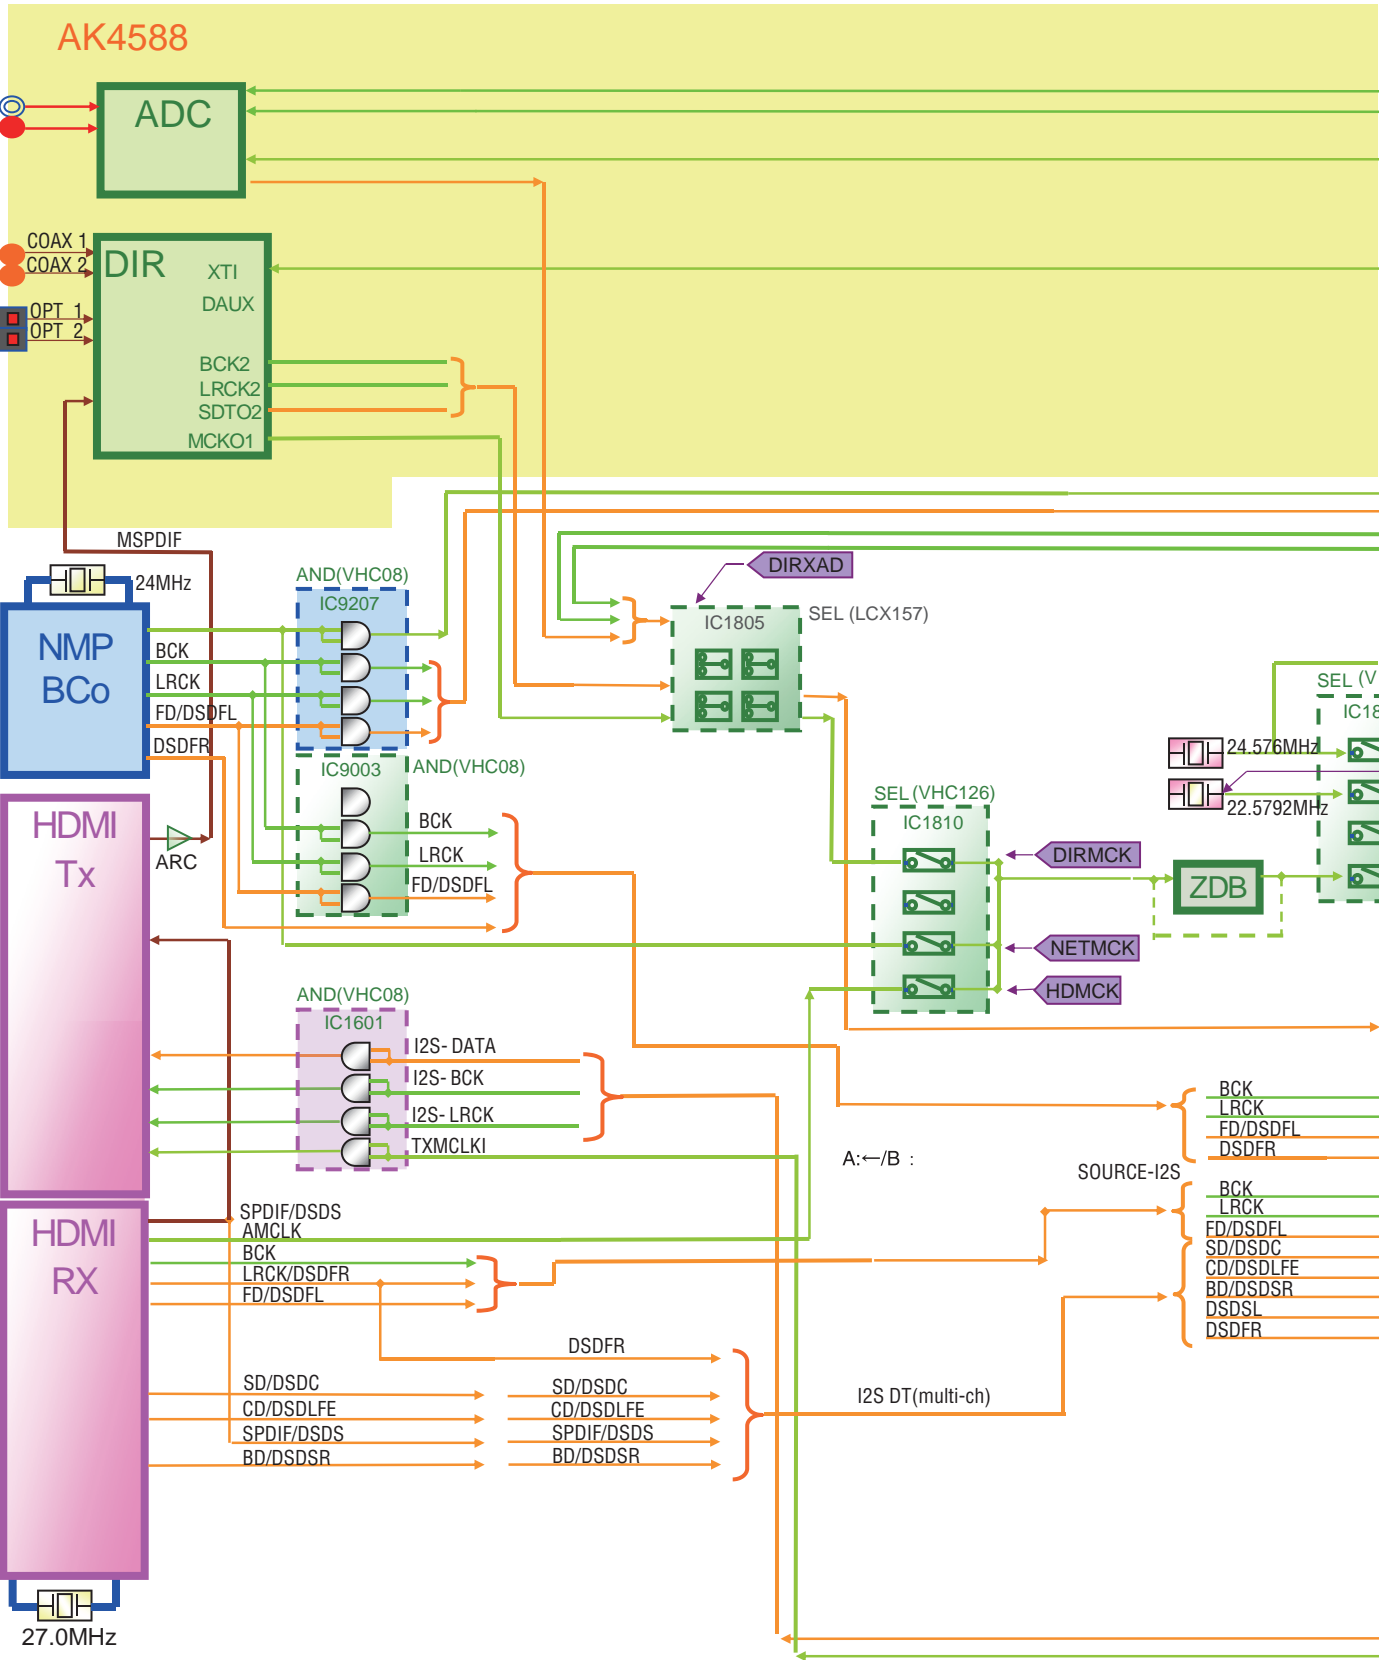 AK4588
ADC
COAX 1
COAX 2
DIR
XTI
DAUX
OPT 1
OPT 2
BCK2
LRCK2
SDTO2
MCKO1
MSPDIF
24MHz
AND(VHC08)
IC9207
DIRXAD
IC1805
SEL (LCX157)
NMP
BCo
BCK
LRCK
FD/DSDFL
DSDFR
IC9003
AND(VHC08)
SEL (V
IC18
24.576MHz
22.5792MHz
HDMI
Tx
ARC
BCK
LRCK
FD/DSDFL
SEL (VHC126)
IC1810
DIRMCK
ZDB
NETMCK
HDMCK
AND(VHC08)
IC1601
I2S- DATA
I2S- BCK
I2S- LRCK
TXMCLKI
A:←/B :
SOURCE-I2S
BCK
LRCK
FD/DSDFL
DSDFR
BCK
LRCK
FD/DSDFL
SD/DSDC
CD/DSDLFE
BD/DSDSR
DSDSL
DSDFR
HDMI
RX
SPDIF/DSDS
AMCLK
BCK
LRCK/DSDFR
FD/DSDFL
DSDFR
SD/DSDC
CD/DSDLFE
SPDIF/DSDS
BD/DSDSR
SD/DSDC
CD/DSDLFE
SPDIF/DSDS
BD/DSDSR
I2S DT(multi-ch)
27.0MHz